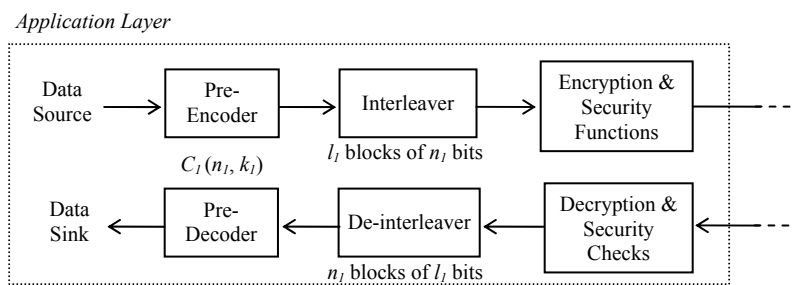 Application Layer
Data
Source
Pre-
Encoder
Interleaver
Encryption &
Security
Functions
C1(n1, k1)
l1 blocks of n1 bits
Data
Sink
Pre-
Decoder
De-interleaver
Decryption &
Security
Checks
n1 blocks of l1 bits